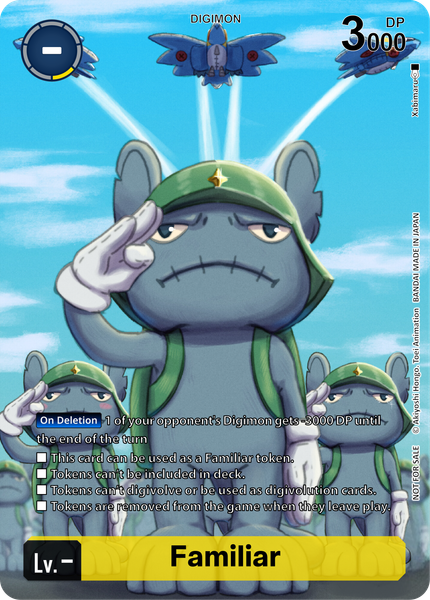 DIGIMON
-
DP
3000
Xabimaru
1 of your opponent's Digimon gets -3000 DP until
On Deletion
the end of the turn
This card can be used as a Familiar token.
Tokens can't be included in deck.
Tokens can't digivolve or be used as digivolution cards.
Tokens are removed from the game when they leave play.
NOT FOR SALE © Akiyoshi Hongo, Toei Animation BANDAI MADE IN JAPAN
Lv.-
Familiar